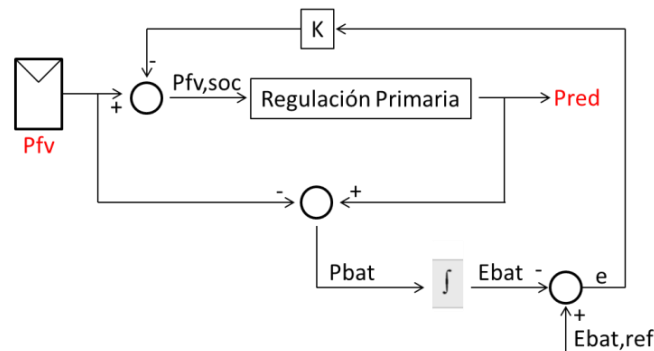 K
-
Pfv,soc
+
Regulación Primaria
Pred
Pfv
-
+
Pbat
∫
Ebat
-
e
+
Ebat,ref